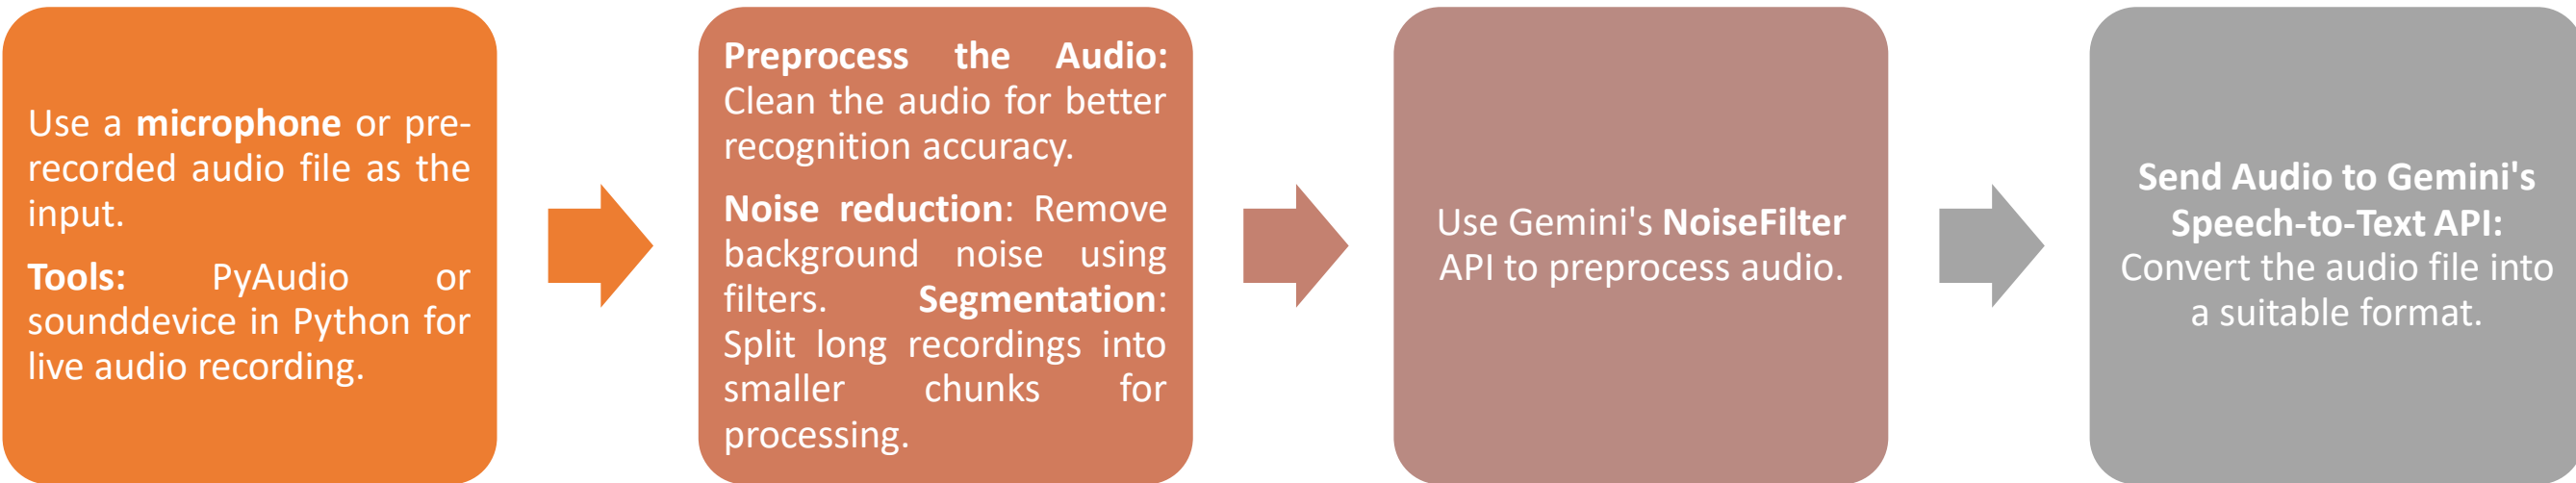 Use a microphone or pre-
recorded audio file as the
input.
Tools: PyAudio or
sounddevice in Python for
live audio recording.
Preprocess the Audio:
Clean the audio for better
recognition accuracy.
Noise reduction: Remove
background noise using
filters. Segmentation:
Split long recordings into
smaller chunks for
processing.
Use Gemini's NoiseFilter
API to preprocess audio.
Send Audio to Gemini's
Speech-to-Text API:
Convert the audio file into
a suitable format.